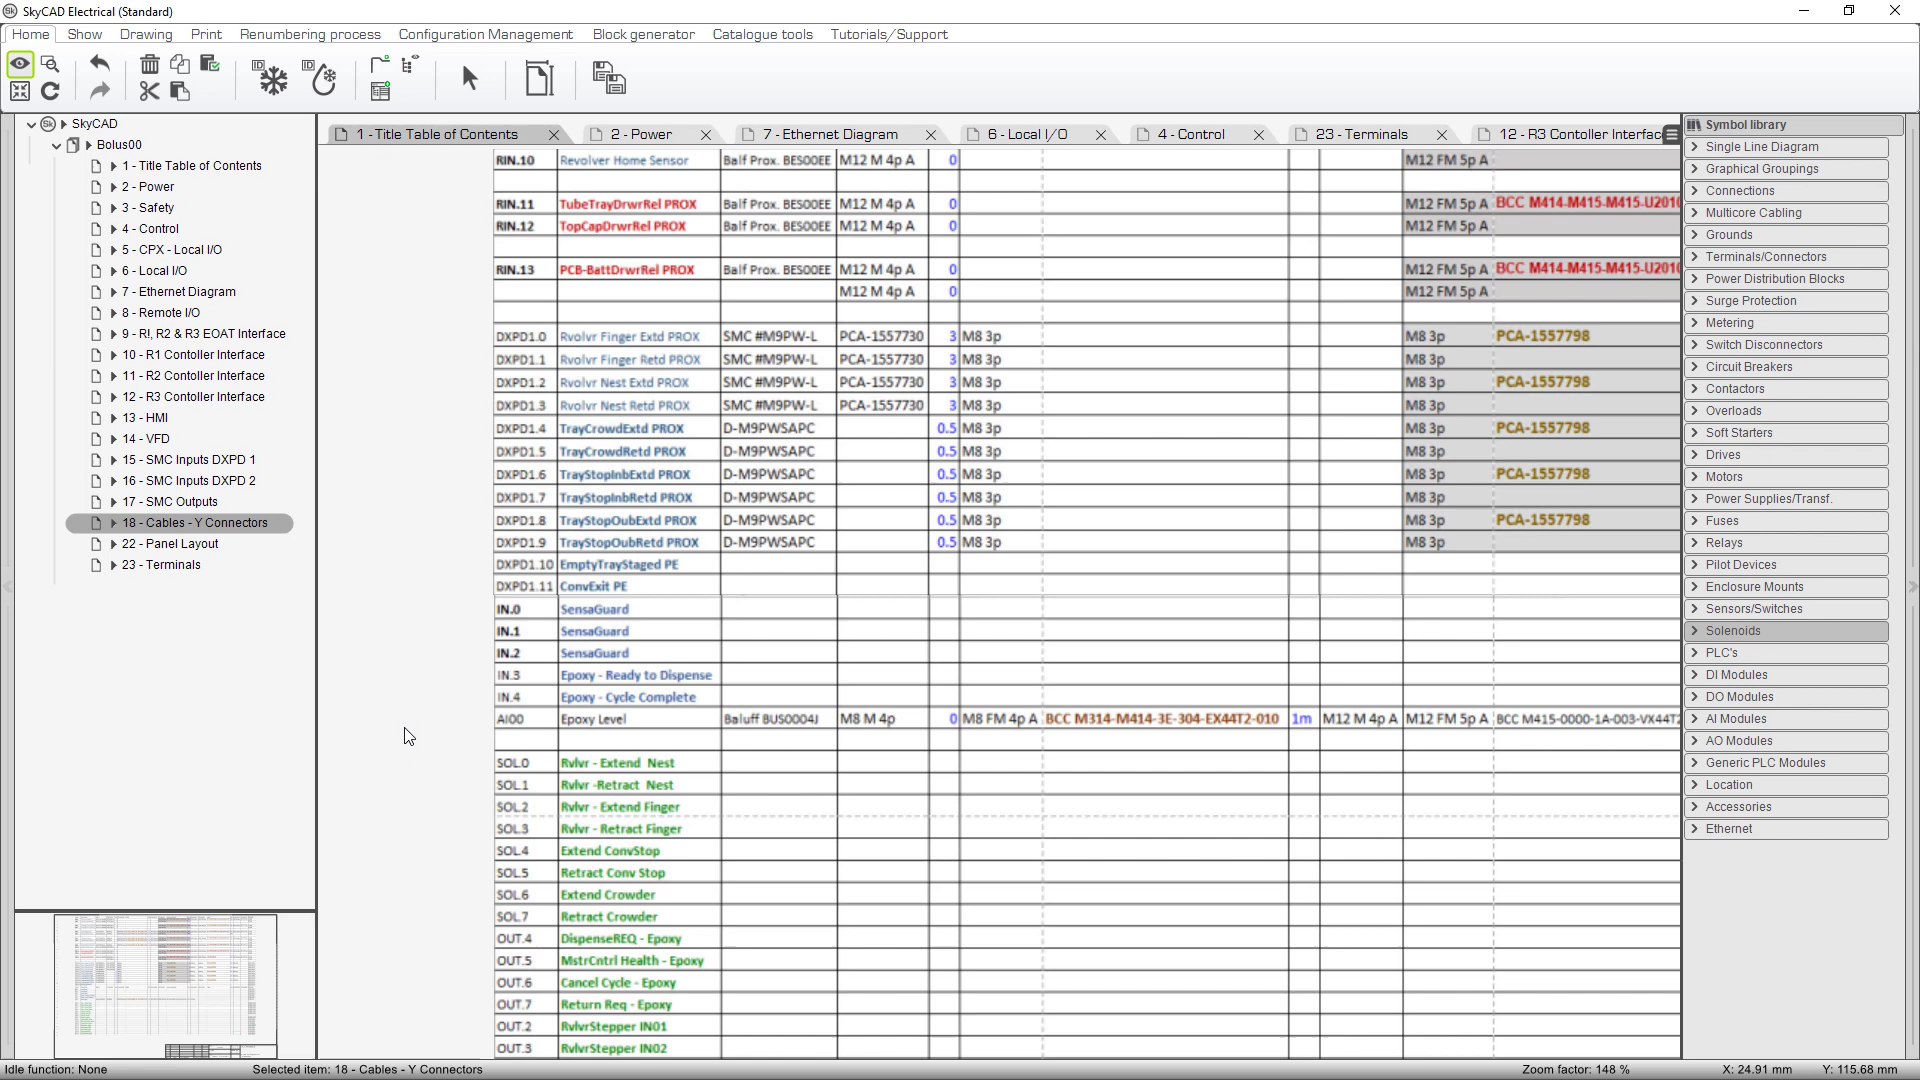 SkyCAD Electrical (Standard)
Home Show Drawing Print Renumbering process Configuration Management Block generator Catalogue tools Tutorials/Support
ID ID
SkyCAD
Bolus00
1 - Title Table of Contents
2 - Power
3 - Safety
4 - Control
5 - CPX - Local I/O
6 - Local I/O
7 - Ethernet Diagram
8 - Remote I/O
9 - R!, R2 & R3 EOAT Interface
10 - R1 Contoller Interface
11 - R2 Contoller Interface
12 - R3 Contoller Interface
13 - HMI
14 - VFD
15 - SMC Inputs DXPD 1
16 - SMC Inputs DXPD 2
17 - SMC Outputs
18 - Cables - Y Connectors
22 - Panel Layout
23 - Terminals
1 - Title Table of Contents 2 - Power 7 - Ethernet Diagram 6 - Local I/O 4 - Control 23 - Terminals 12 - R3 Contoller Interfac
RIN.10 Revolver Home Sensor Balf Prox. BES00EE M12 M 4p A 0 M12 FM 5p A
RIN.11 TubeTrayDrwrRel PROX Balf Prox. BES00EE M12 M 4p A 0 M12 FM 5p A BCC M414-M415-M415-U2010
RIN.12 TopCapDrwrRel PROX Balf Prox. BES00EE M12 M 4p A 0 M12 FM 5p A
RIN.13 PCB-BattDrwrRel PROX Balf Prox. BES00EE M12 M 4p A 0 M12 FM 5p A BCC M414-M415-M415-U2010
M12 M 4p A 0 M12 FM 5p A
DXPD1.0 Rvolvr Finger Extd PROX SMC #M9PW-L PCA-1557730 3 M8 3p M8 3p PCA-1557798
DXPD1.1 Rvolvr Finger Retd PROX SMC #M9PW-L PCA-1557730 3 M8 3p M8 3p
DXPD1.2 Rvolvr Nest Extd PROX SMC #M9PW-L PCA-1557730 3 M8 3p M8 3p PCA-1557798
DXPD1.3 Rvolvr Nest Retd PROX SMC #M9PW-L PCA-1557730 3 M8 3p M8 3p
DXPD1.4 TrayCrowdExtd PROX D-M9PWSAPC 0.5 M8 3p M8 3p PCA-1557798
DXPD1.5 TrayCrowdRetd PROX D-M9PWSAPC 0.5 M8 3p M8 3p
DXPD1.6 TrayStopInbExtd PROX D-M9PWSAPC 0.5 M8 3p M8 3p PCA-1557798
DXPD1.7 TrayStopInbRetd PROX D-M9PWSAPC 0.5 M8 3p M8 3p
DXPD1.8 TrayStopOubExtd PROX D-M9PWSAPC 0.5 M8 3p M8 3p PCA-1557798
DXPD1.9 TrayStopOubRetd PROX D-M9PWSAPC 0.5 M8 3p M8 3p
DXPD1.10 EmptyTrayStaged PE
DXPD1.11 ConvExit PE
IN.0 SensaGuard
IN.1 SensaGuard
IN.2 SensaGuard
IN.3 Epoxy - Ready to Dispense
IN.4 Epoxy - Cycle Complete
AI00 Epoxy Level Baluff BUS0004J M8 M 4p 0 M8 FM 4p A BCC M314-M414-3E-304-EX44T2-010 1m M12 M 4p A M12 FM 5p A BCC M415-0000-1A-003-VX44T2
SOL.0 Rvlvr - Extend Nest
SOL.1 Rvlvr -Retract Nest
SOL.2 Rvlvr - Extend Finger
SOL.3 Rvlvr - Retract Finger
SOL.4 Extend ConvStop
SOL.5 Retract Conv Stop
SOL.6 Extend Crowder
SOL.7 Retract Crowder
OUT.4 DispenseREQ - Epoxy
OUT.5 MstrCntrl Health - Epoxy
OUT.6 Cancel Cycle - Epoxy
OUT.7 Return Req - Epoxy
OUT.2 RvlvrStepper IN01
OUT.3 RvlvrStepper IN02
Symbol library
Single Line Diagram
Graphical Groupings
Connections
Multicore Cabling
Grounds
Terminals/Connectors
Power Distribution Blocks
Surge Protection
Metering
Switch Disconnectors
Circuit Breakers
Contactors
Overloads
Soft Starters
Drives
Motors
Power Supplies/Transf.
Fuses
Relays
Pilot Devices
Enclosure Mounts
Sensors/Switches
Solenoids
PLC's
DI Modules
DO Modules
AI Modules
AO Modules
Generic PLC Modules
Location
Accessories
Ethernet
Idle function: None Selected item: 18 - Cables - Y Connectors Zoom factor: 148 % X: 24.91 mm Y: 115.68 mm